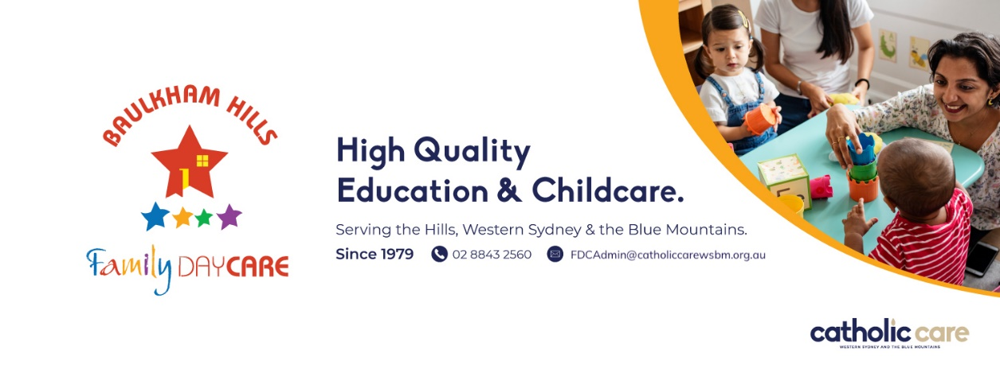 BAULKHAM HILLS
Family DAYCARE
High Quality
Education & Childcare.
Serving the Hills, Western Sydney & the Blue Mountains.
Since 1979 02 8843 2560 FDCAdmin@catholiccarewsbm.org.au
catholic care
WESTERN SYDNEY AND THE BLUE MOUNTAINS